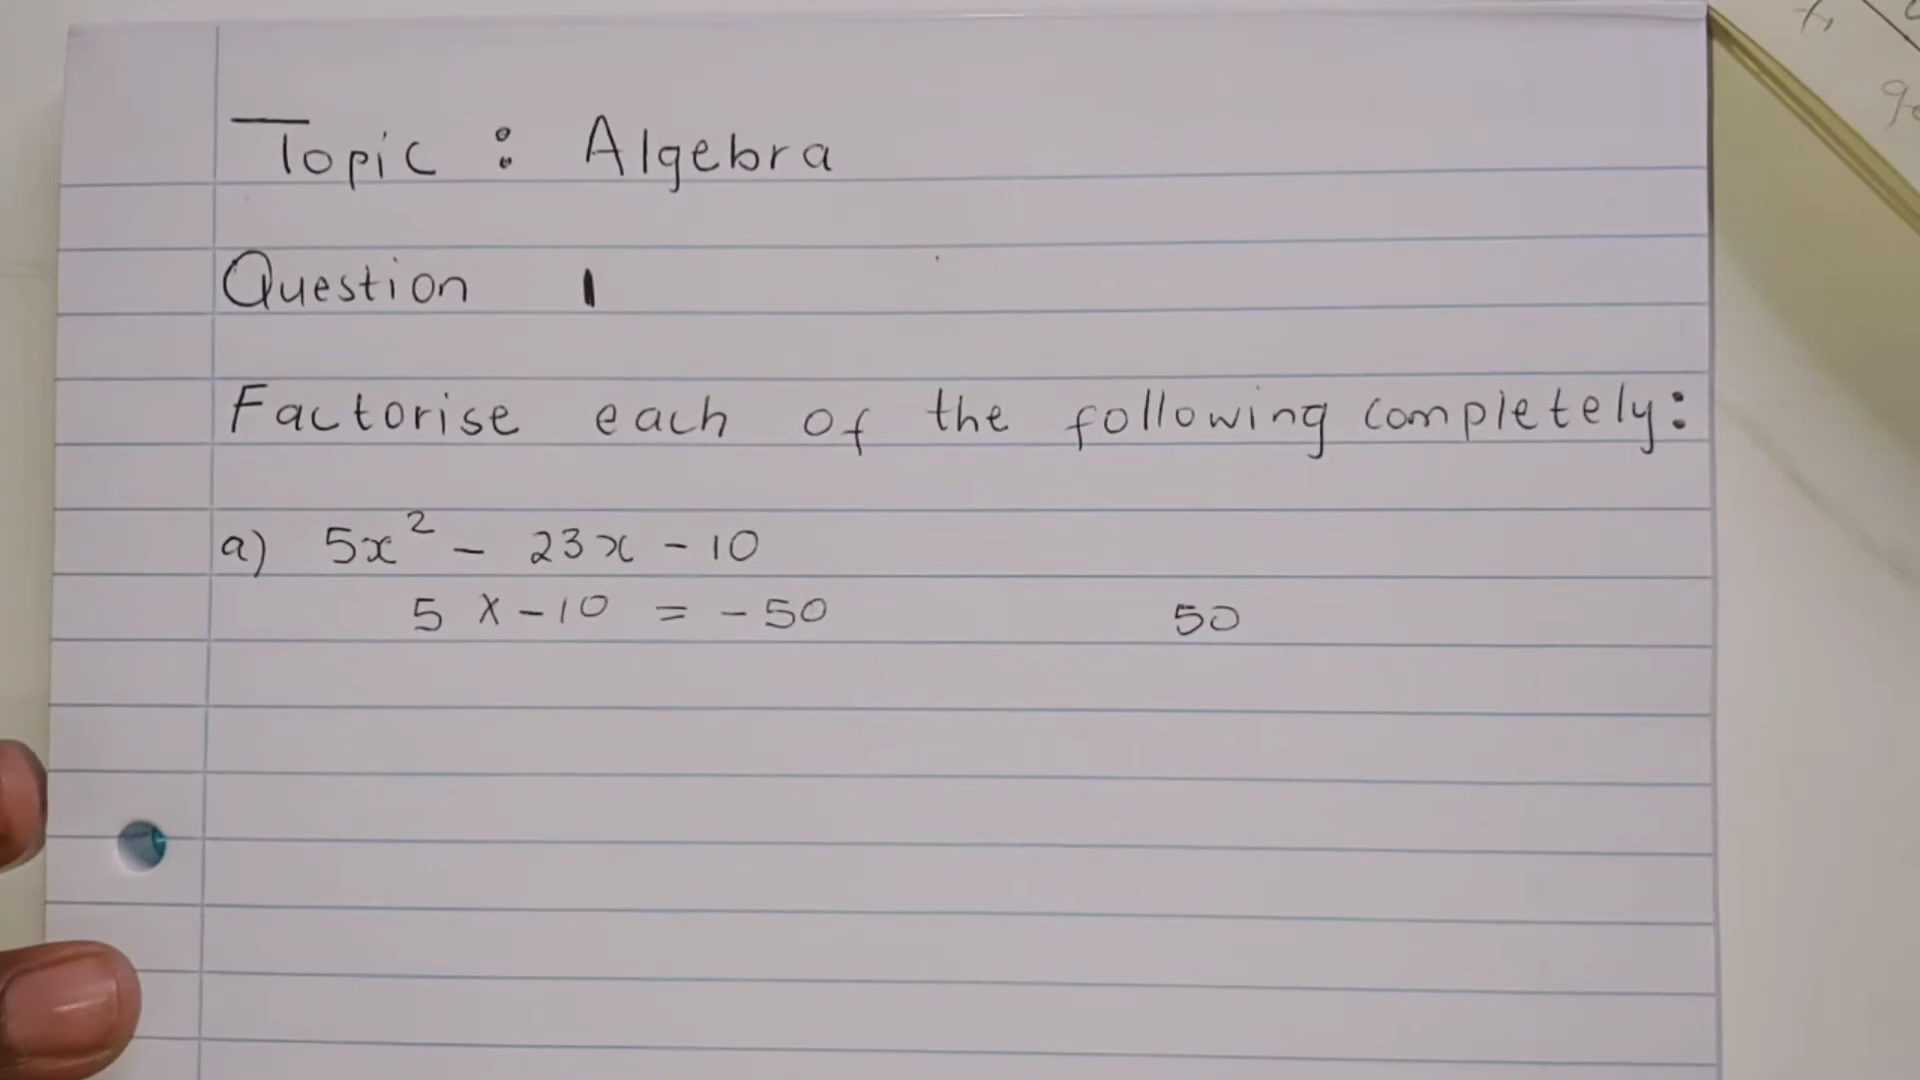 Topic : Algebra
Question 1
Factorise each of the following completely:
a) 5x² - 23x - 10
5 x -10 = -50 50